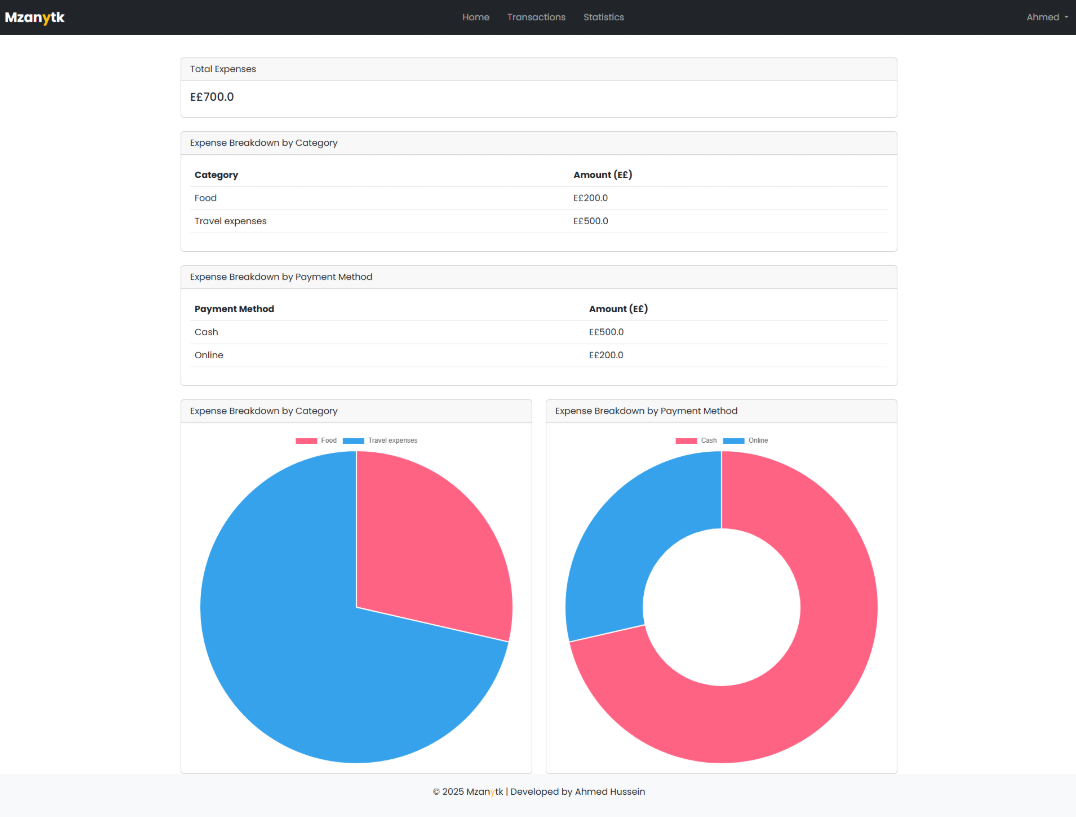 Mzanytk
Home Transactions Statistics
Ahmed
Total Expenses
E£700.0
Expense Breakdown by Category
Category Amount (E£)
Food E£200.0
Travel expenses E£500.0
Expense Breakdown by Payment Method
Payment Method Amount (E£)
Cash E£500.0
Online E£200.0
Expense Breakdown by Category
Food Travel expenses
Expense Breakdown by Payment Method
Cash Online
© 2025 Mzanytk | Developed by Ahmed Hussein